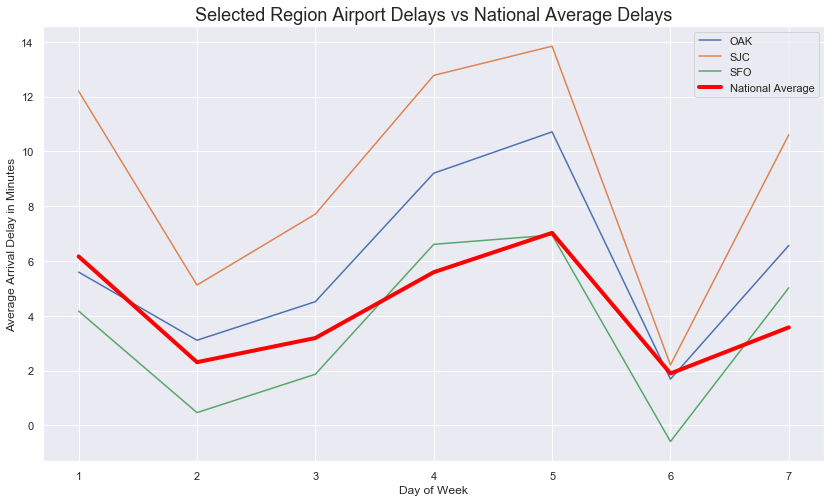 Selected Region Airport Delays vs National Average Delays
OAK
SJC
SFO
National Average
Average Arrival Delay in Minutes
14
12
10
8
6
4
2
0
1 2 3 4 5 6 7
Day of Week